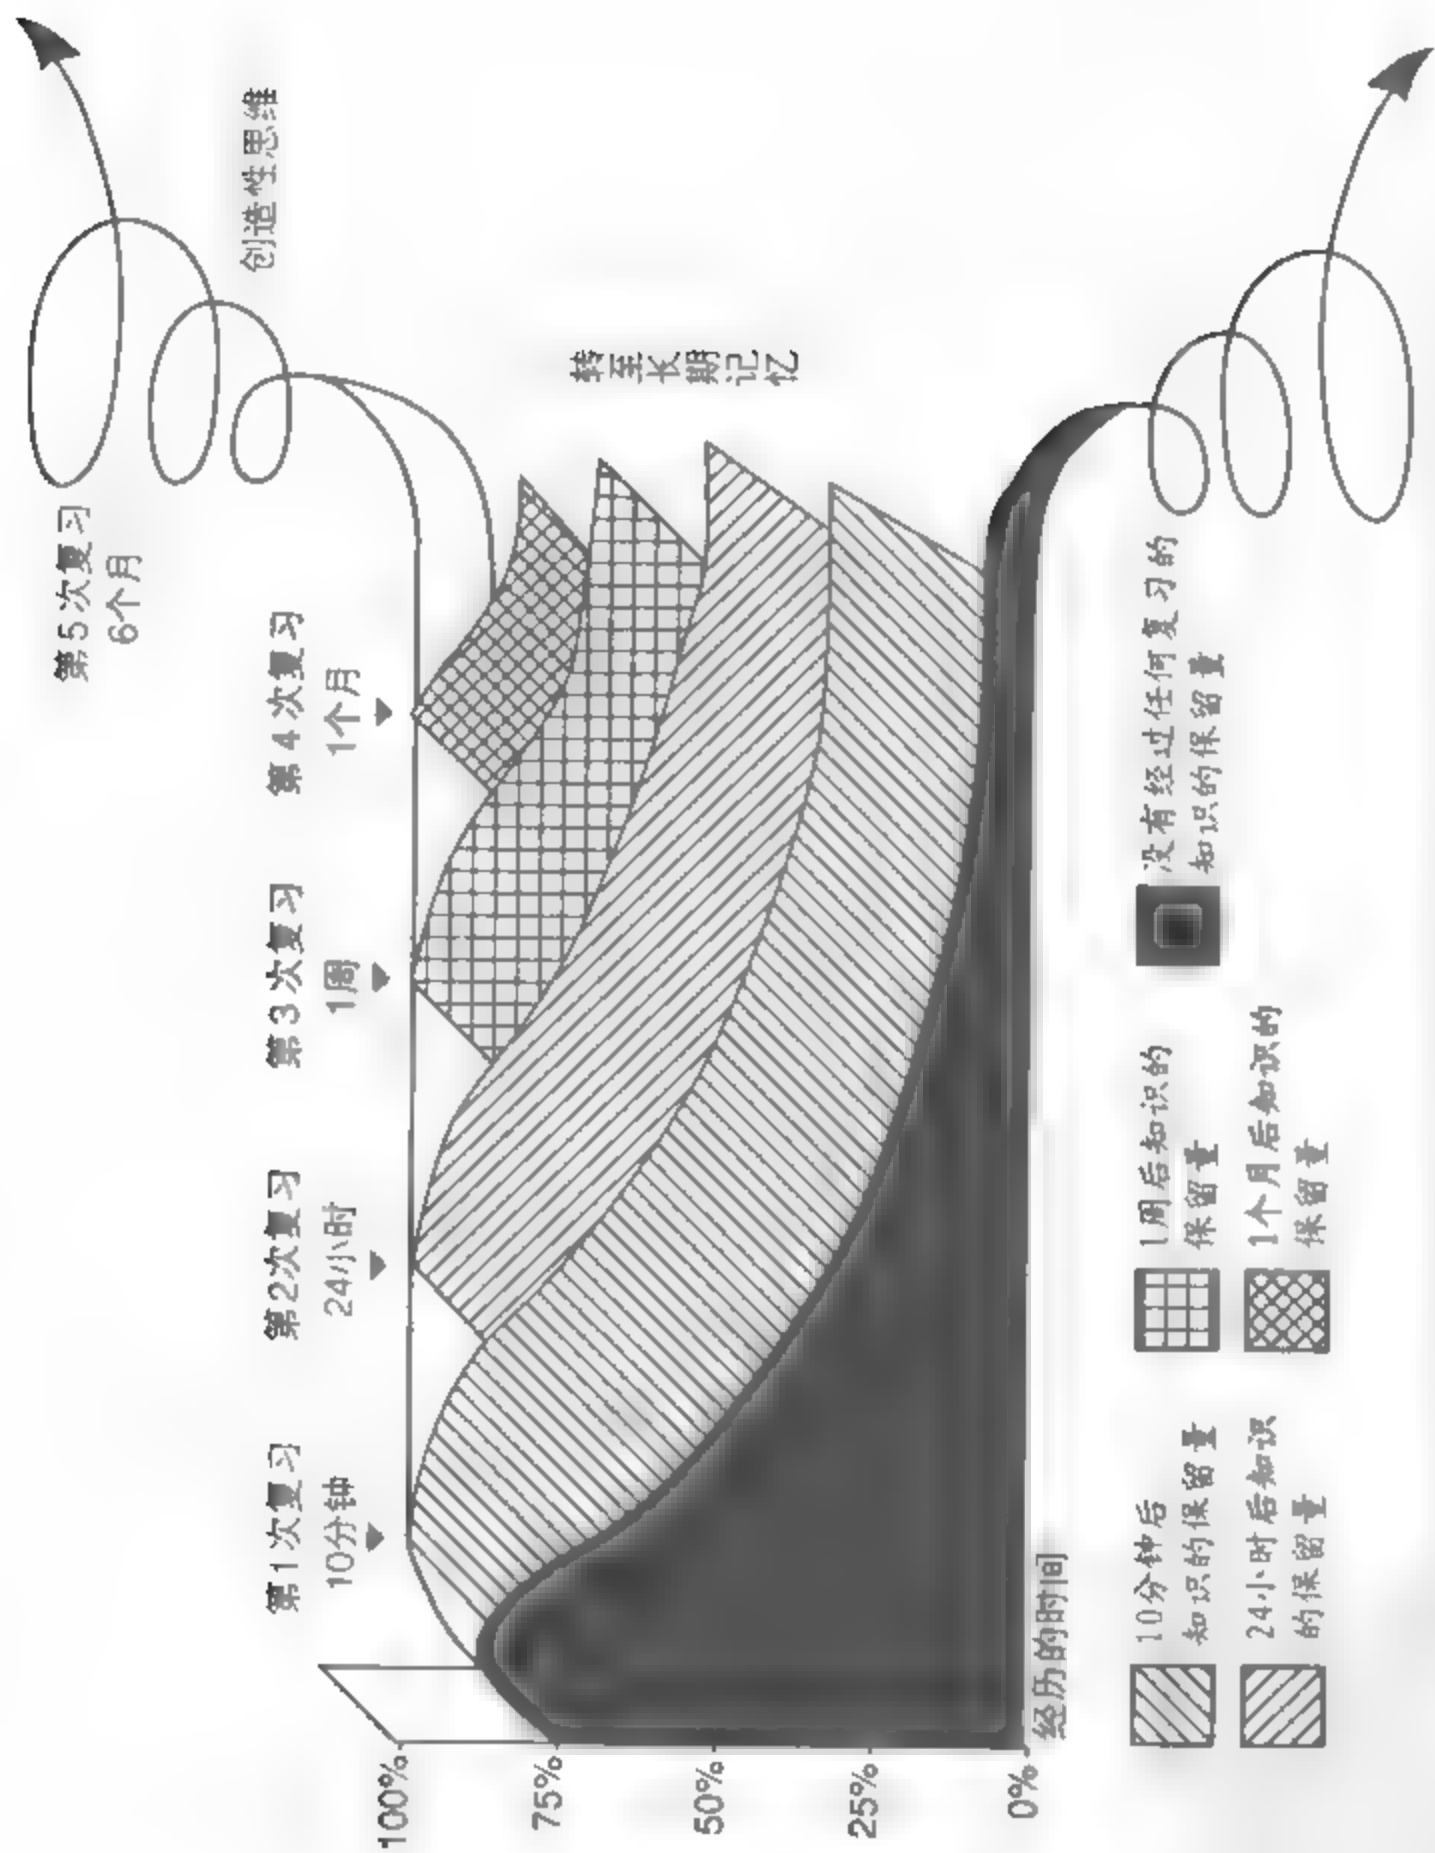 第5次复习
6个月
创造性思维
第1次复习
10分钟
第2次复习
24小时
第3次复习
1周
第4次复习
1个月
转至长期记忆
100%
75%
50%
25%
0%
经历的时间
10分钟后
知识的保留量
24小时后知识
的保留量
1周后知识的
保留量
1个月后知识的
保留量
没有经过任何复习的
知识的保留量